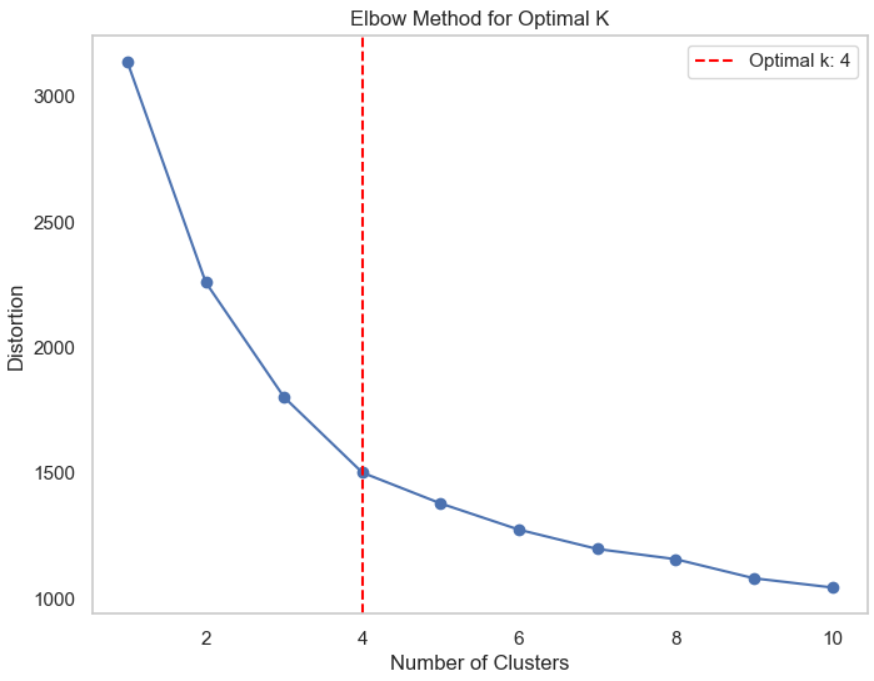 Elbow Method for Optimal K
Optimal k: 4
3000
2500
2000
1500
1000
Distortion
2
4
6
8
10
Number of Clusters